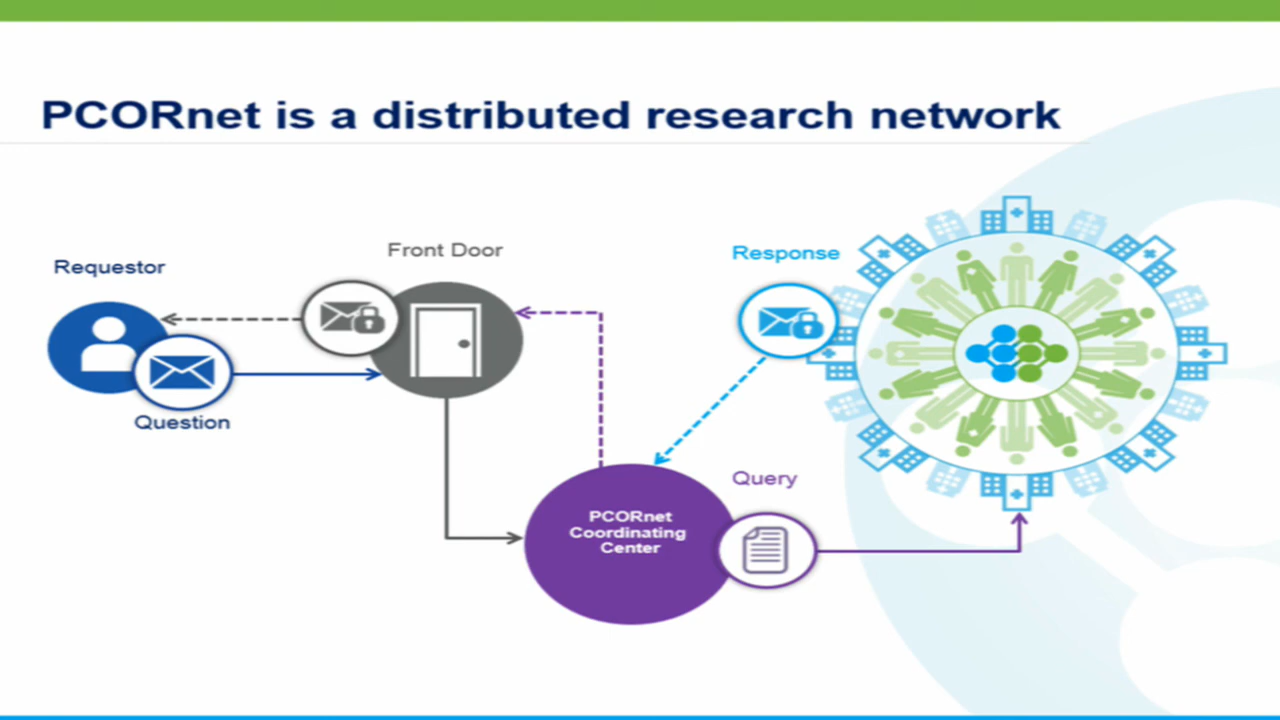 PCORnet is a distributed research network
Requestor
Front Door
Response
Question
Query
PCORnet
Coordinating
Center